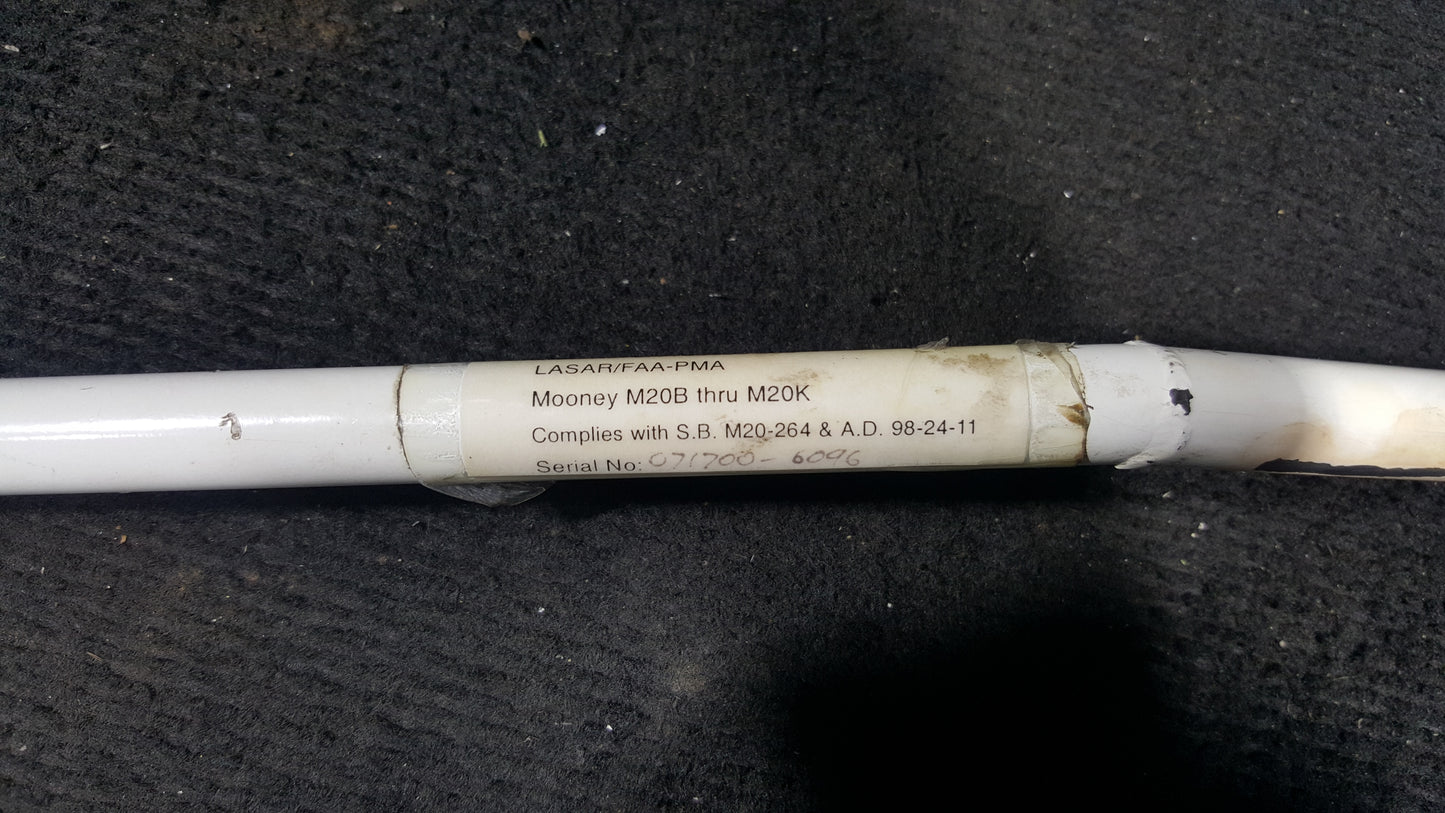 LASAR/FAA-PMA
Mooney M20B thru M20K
Complies with S.B. M20-264 & A.D. 98-24-11
Serial No: 071700-6096